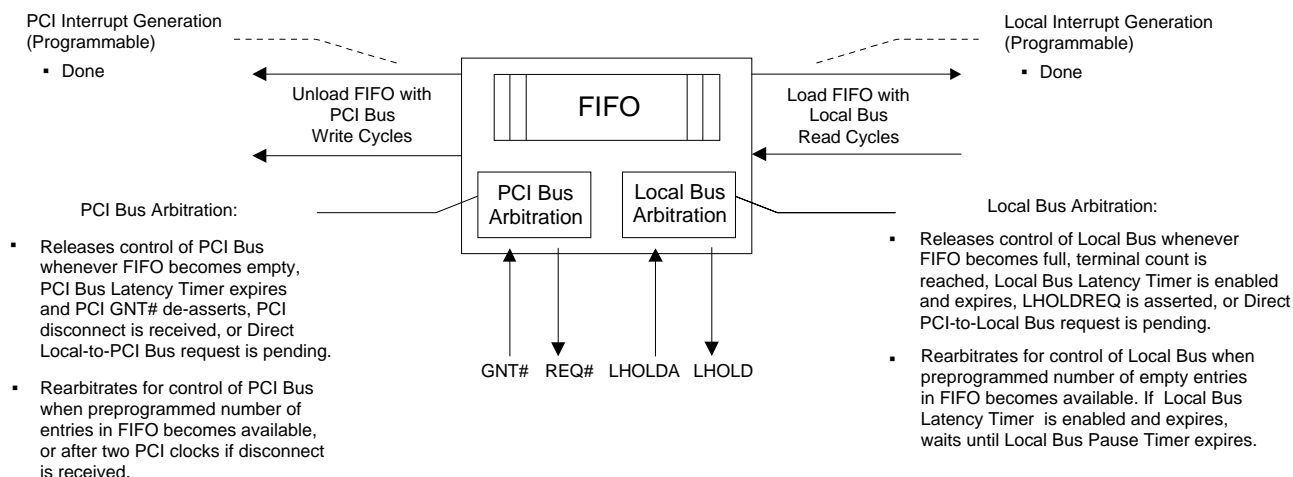 PCI Interrupt Generation
(Programmable)
▪ Done
Local Interrupt Generation
(Programmable)
▪ Done
Unload FIFO with
PCI Bus
Write Cycles
FIFO
Load FIFO with
Local Bus
Read Cycles
PCI Bus
Arbitration
Local Bus
Arbitration
PCI Bus Arbitration:
▪ Releases control of PCI Bus
whenever FIFO becomes empty,
PCI Bus Latency Timer expires
and PCI GNT# de-asserts, PCI
disconnect is received, or Direct
Local-to-PCI Bus request is pending.
▪ Rearbitrates for control of PCI Bus
when preprogrammed number of
entries in FIFO becomes available,
or after two PCI clocks if disconnect
is received.
GNT# REQ# LHOLDA LHOLD
Local Bus Arbitration:
▪ Releases control of Local Bus whenever
FIFO becomes full, terminal count is
reached, Local Bus Latency Timer is enabled
and expires, LHOLDREQ is asserted, or Direct
PCI-to-Local Bus request is pending.
▪ Rearbitrates for control of Local Bus when
preprogrammed number of empty entries
in FIFO becomes available. If Local Bus
Latency Timer is enabled and expires,
waits until Local Bus Pause Timer expires.